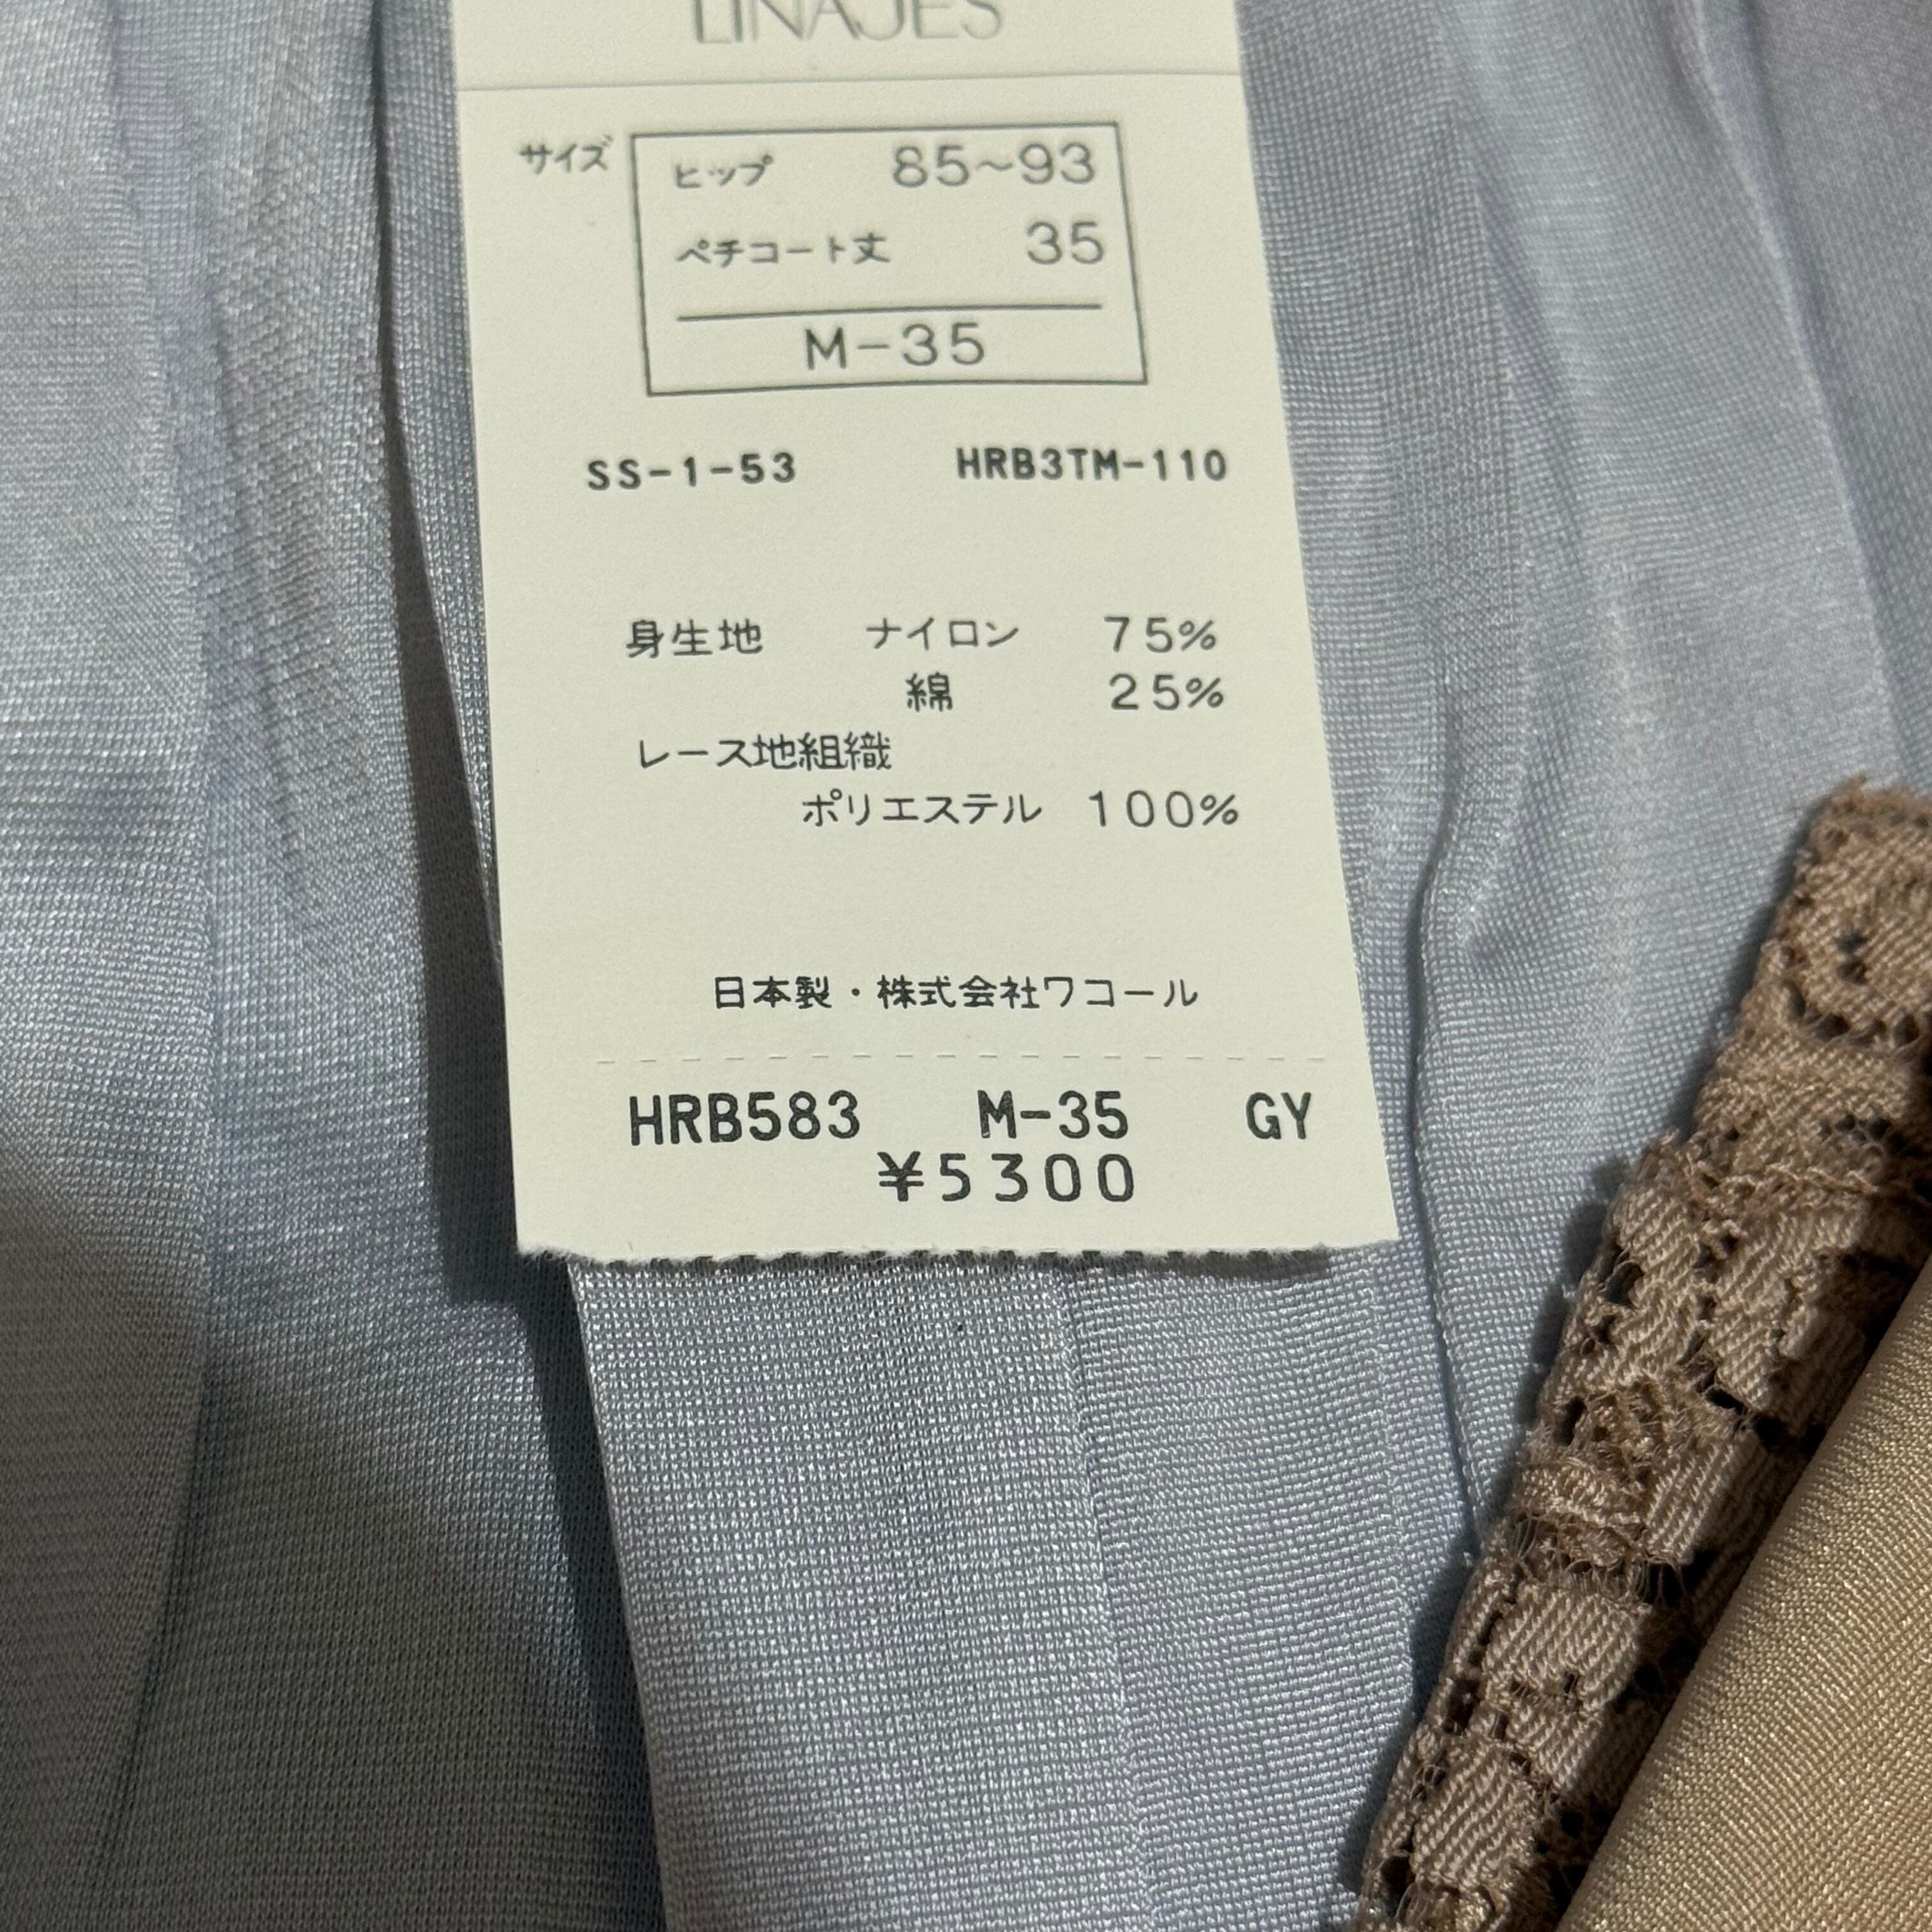 LINAJES
サイズ ヒップ 85~93
ペチコート丈 35
M-35
SS-1-53 HRB3TM-110
身生地 ナイロン 75%
綿 25%
レース地組織
ポリエステル 100%
日本製・株式会社ワコール
HRB583 M-35 GY
¥5300